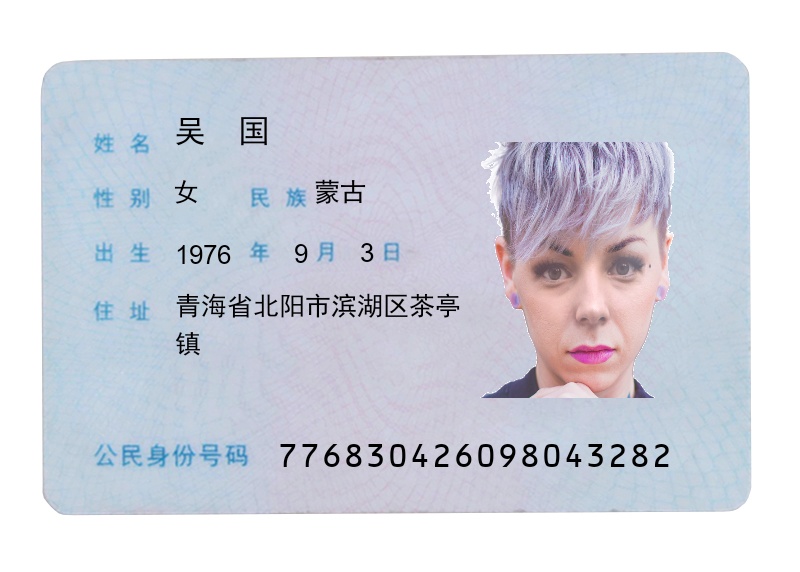 姓名 吴国
性别 女 民族 蒙古
出生 1976 年 9 月 3 日
住址 青海省北阳市滨湖区茶亭
镇
公民身份号码 776830426098043282